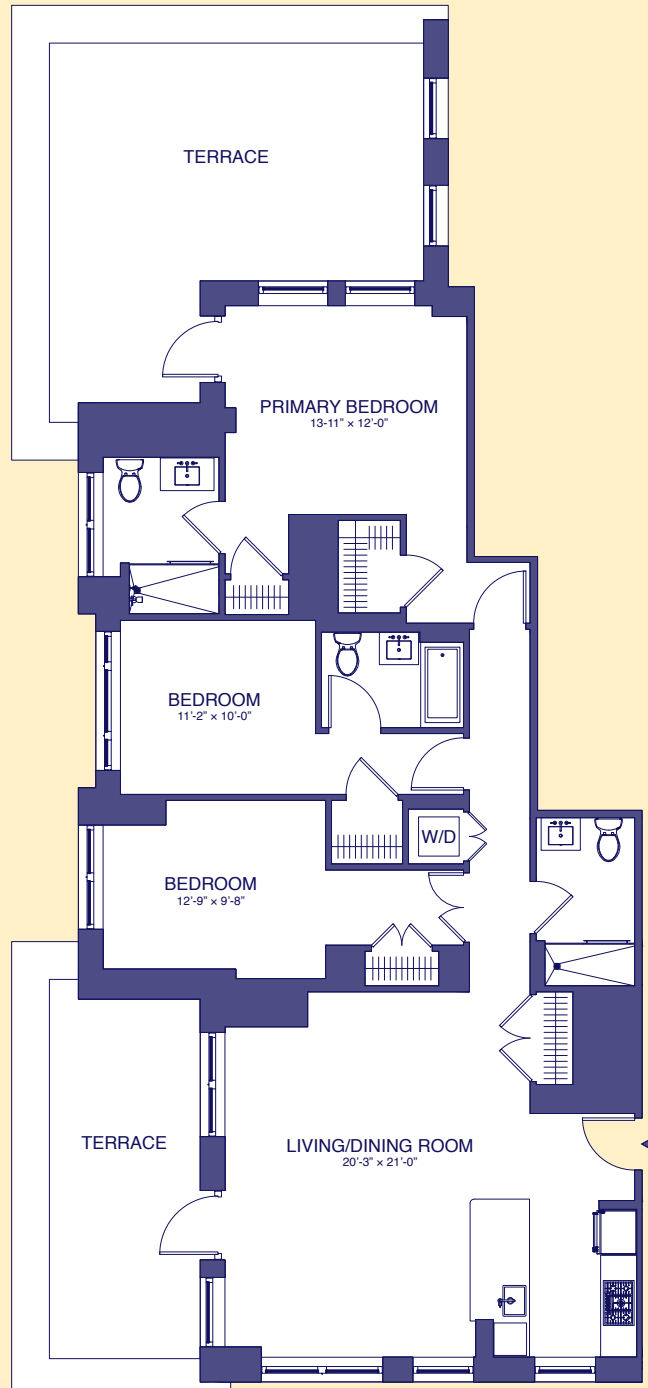 TERRACE
PRIMARY BEDROOM
13-11" × 12'-0"
BEDROOM
11'-2" × 10'-0"
W/D
BEDROOM
12'-9" × 9'-8"
TERRACE
LIVING/DINING ROOM
20'-3" × 21'-0"